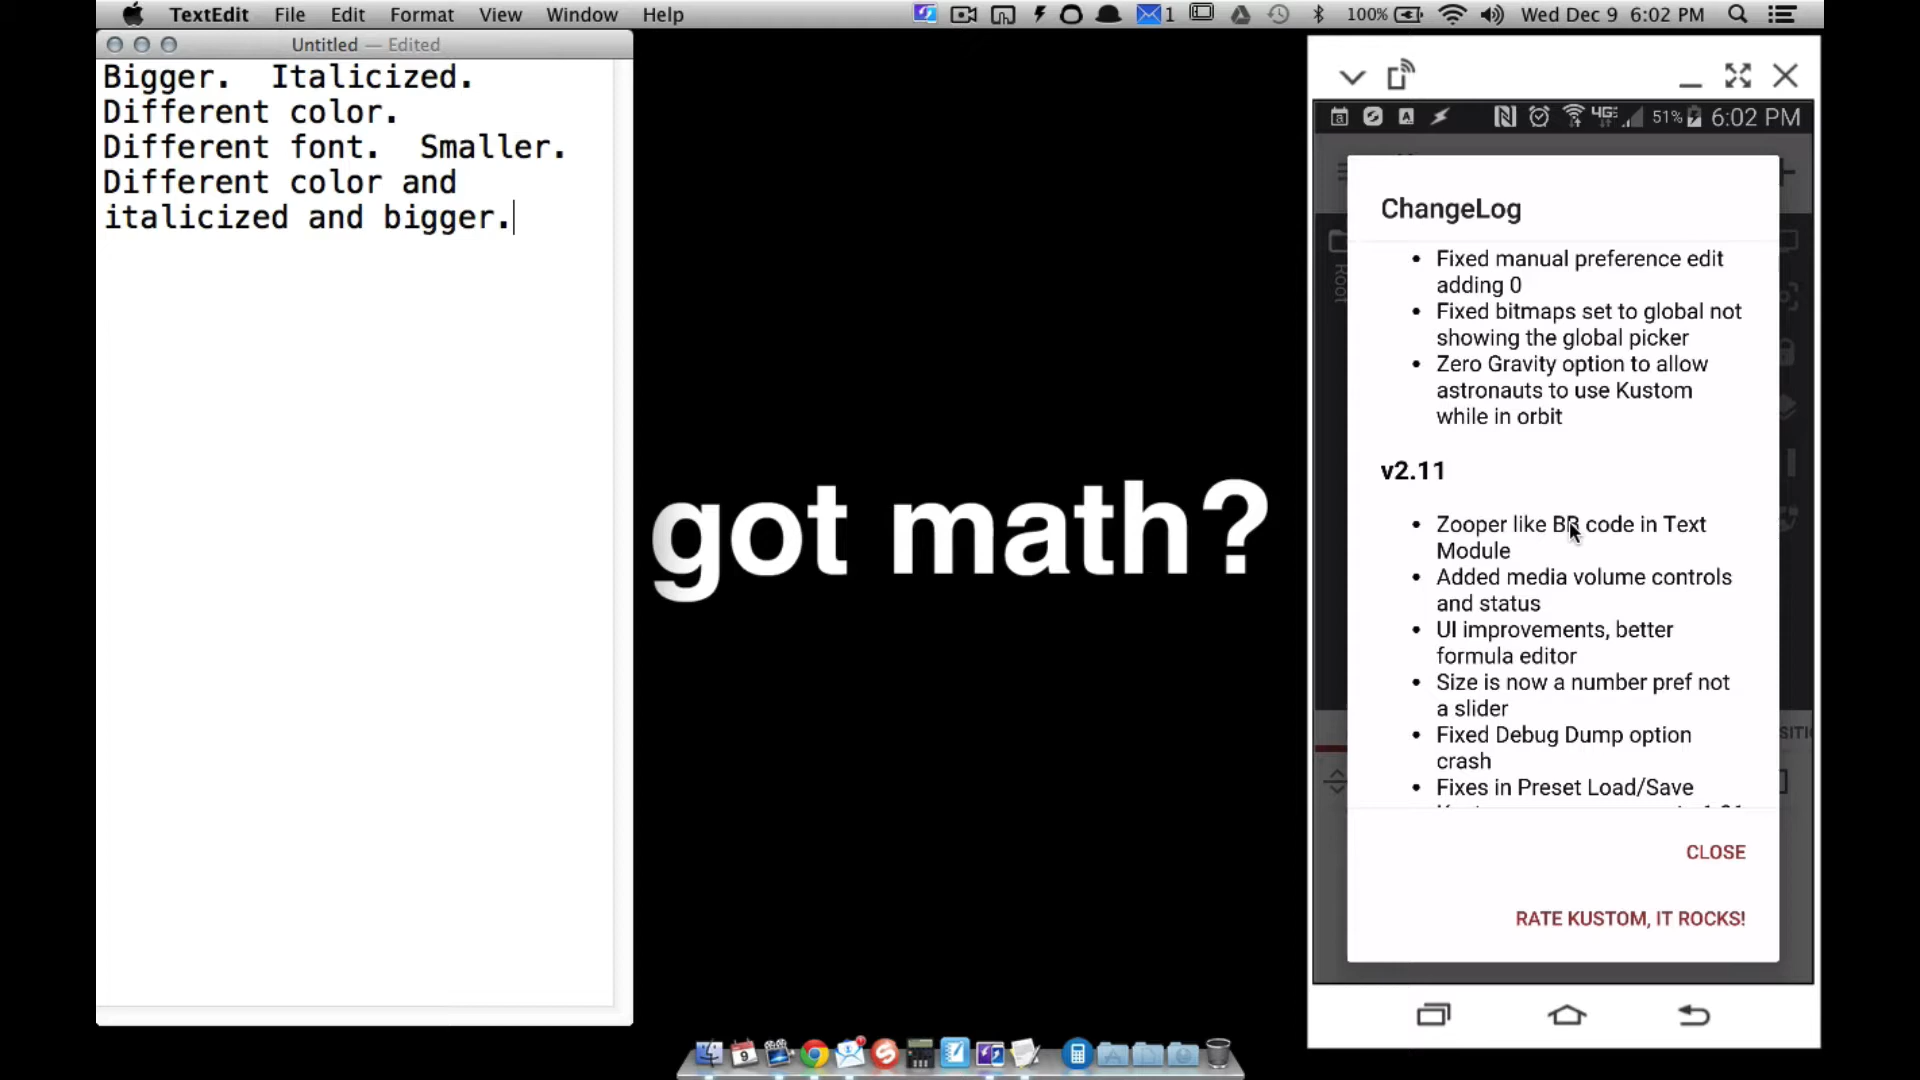 TextEdit File Edit Format View Window Help
1 100% Wed Dec 9 6:02 PM
Untitled — Edited
Bigger.  Italicized.
Different color.
Different font.  Smaller.
Different color and
italicized and bigger.
got math?
51% 6:02 PM
Root
ChangeLog
• Fixed manual preference edit
adding 0
• Fixed bitmaps set to global not
showing the global picker
• Zero Gravity option to allow
astronauts to use Kustom
while in orbit
v2.11
• Zooper like BB code in Text
Module
• Added media volume controls
and status
• UI improvements, better
formula editor
• Size is now a number pref not
a slider
• Fixed Debug Dump option
crash
• Fixes in Preset Load/Save
CLOSE
RATE KUSTOM, IT ROCKS!